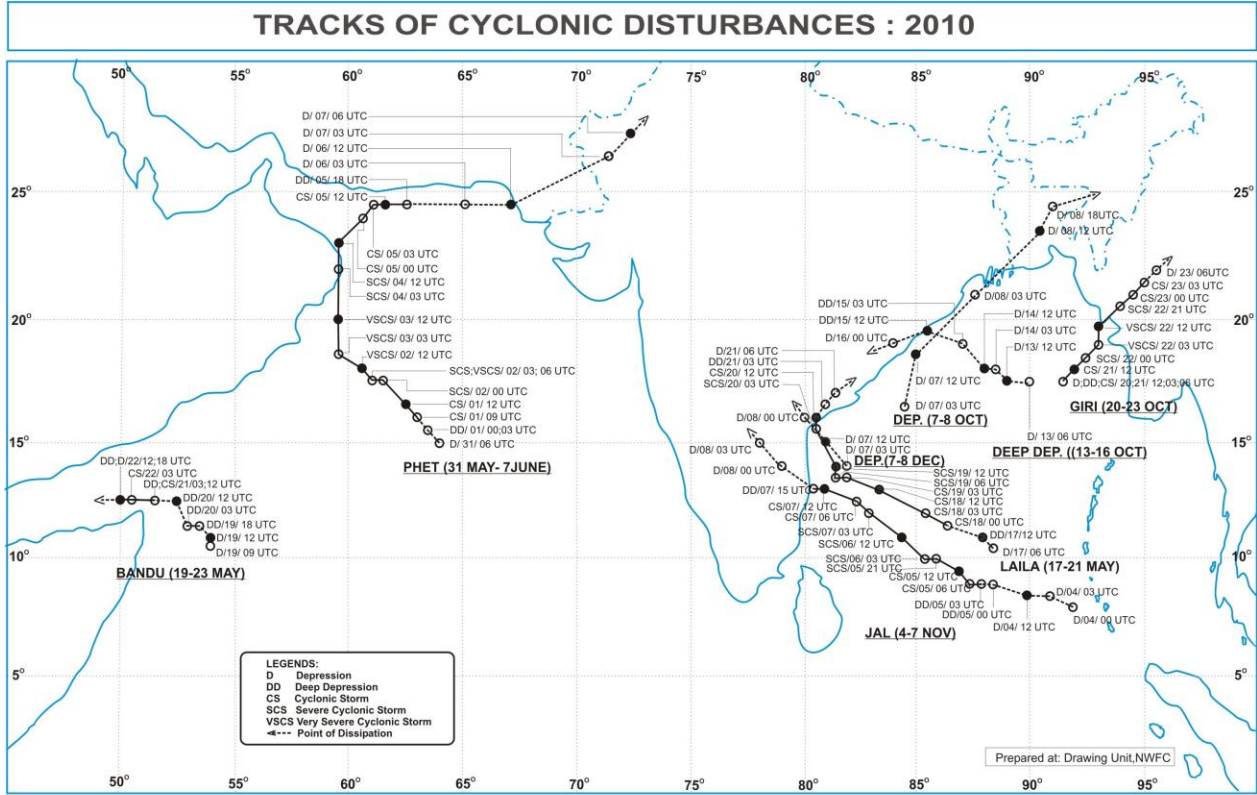 TRACKS OF CYCLONIC DISTURBANCES : 2010
50° 55° 60° 65° 70° 75° 80° 85° 90° 95°
25°
20°
15°
10°
5°
D/ 07/ 06 UTC
D/ 07/ 03 UTC
D/ 06/ 12 UTC
D/ 06/ 03 UTC
DD/ 05/ 18 UTC
CS/ 05/ 12 UTC
CS/ 05/ 03 UTC
CS/ 05/ 00 UTC
SCS/ 04/ 12 UTC
SCS/ 04/ 03 UTC
VSCS/ 03/ 12 UTC
VSCS/ 03/ 03 UTC
VSCS/ 02/ 12 UTC
SCS;VSCS/ 02/ 03; 06 UTC
SCS/ 02/ 00 UTC
CS/ 01/ 12 UTC
CS/ 01/ 09 UTC
DD/ 01/ 00;03 UTC
D/ 31/ 06 UTC
PHET (31 MAY- 7JUNE)
DD;D/22/12;18 UTC
CS/22/ 03 UTC
DD;CS/21/03;12 UTC
DD/20/ 12 UTC
DD/20/ 03 UTC
DD/19/ 18 UTC
D/19/ 12 UTC
D/19/ 09 UTC
BANDU (19-23 MAY)
D/ 08/ 18UTC
D/ 08/ 12 UTC
D/08/ 03 UTC
D/ 07/ 12 UTC
D/ 07/ 03 UTC
DEP. (7-8 OCT)
DD/15/ 03 UTC
DD/15/ 12 UTC
D/16/ 00 UTC
D/14/ 12 UTC
D/14/ 03 UTC
D/13/ 12 UTC
D/ 13/ 06 UTC
DEEP DEP. ((13-16 OCT)
D/ 23/ 06UTC
CS/ 23/ 03 UTC
CS/23/ 00 UTC
SCS/ 22/ 21 UTC
VSCS/ 22/ 12 UTC
VSCS/ 22/ 03 UTC
SCS/ 22/ 00 UTC
CS/ 21/ 12 UTC
D;DD;CS/ 20;21/ 12;03;06 UTC
GIRI (20-23 OCT)
D/21/ 06 UTC
DD/21/ 03 UTC
CS/20/ 12 UTC
SCS/20/ 03 UTC
D/08/ 00 UTC
D/ 07/ 12 UTC
D/ 07/ 03 UTC
DEP.(7-8 DEC)
SCS/19/ 12 UTC
SCS/19/ 06 UTC
CS/19/ 03 UTC
CS/18/ 12 UTC
CS/18/ 03 UTC
CS/18/ 00 UTC
DD/17/12 UTC
D/17/ 06 UTC
LAILA (17-21 MAY)
D/08/ 03 UTC
D/08/ 00 UTC
DD/07/ 15 UTC
CS/07/ 12 UTC
CS/07/ 06 UTC
SCS/07/ 03 UTC
SCS/06/ 12 UTC
SCS/06/ 03 UTC
SCS/05/ 21 UTC
CS/05/ 12 UTC
CS/05/ 06 UTC
DD/05/ 03 UTC
DD/05/ 00 UTC
D/04/ 12 UTC
D/04/ 03 UTC
D/04/ 00 UTC
JAL (4-7 NOV)
LEGENDS:
D Depression
DD Deep Depression
CS Cyclonic Storm
SCS Severe Cyclonic Storm
VSCS Very Severe Cyclonic Storm
Point of Dissipation
Prepared at: Drawing Unit,NWFC
25°
20°
15°
10°
5°
50° 55° 60° 65° 70° 75° 80° 85° 90° 95°